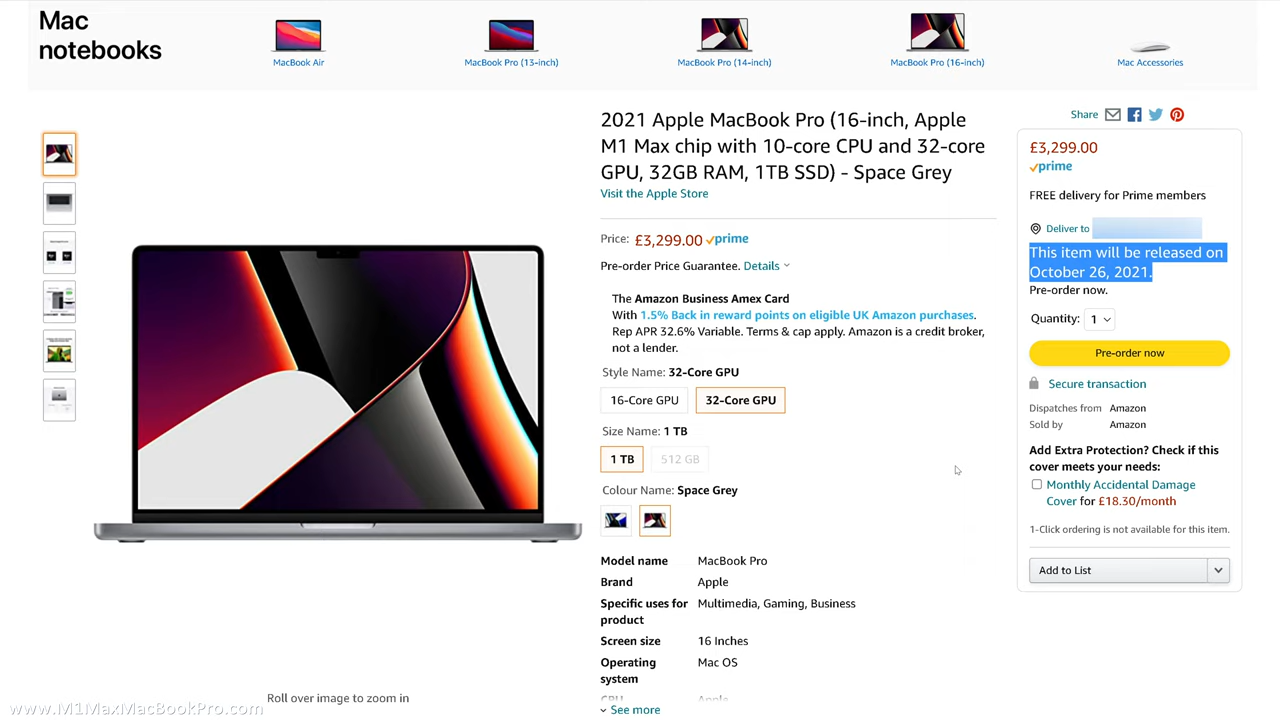 Mac
notebooks
MacBook Air
MacBook Pro (13-inch)
MacBook Pro (14-inch)
MacBook Pro (16-inch)
Mac Accessories
2021 Apple MacBook Pro (16-inch, Apple
M1 Max chip with 10-core CPU and 32-core
GPU, 32GB RAM, 1TB SSD) - Space Grey
Visit the Apple Store
Price: £3,299.00 prime
Pre-order Price Guarantee. Details
The Amazon Business Amex Card
With 1.5% Back in reward points on eligible UK Amazon purchases.
Rep APR 32.6% Variable. Terms & cap apply. Amazon is a credit broker,
not a lender.
Style Name: 32-Core GPU
16-Core GPU
32-Core GPU
Size Name: 1 TB
1 TB
512 GB
Colour Name: Space Grey
Model name MacBook Pro
Brand Apple
Specific uses for Multimedia, Gaming, Business
product
Screen size 16 Inches
Operating Mac OS
system
CPU Apple
See more
Roll over image to zoom in
Share
£3,299.00
prime
FREE delivery for Prime members
Deliver to
This item will be released on
October 26, 2021.
Pre-order now.
Quantity: 1
Pre-order now
Secure transaction
Dispatches from Amazon
Sold by Amazon
Add Extra Protection? Check if this
cover meets your needs:
Monthly Accidental Damage
Cover for £18.30/month
1-Click ordering is not available for this item.
Add to List
www.M1MaxMacBookPro.com